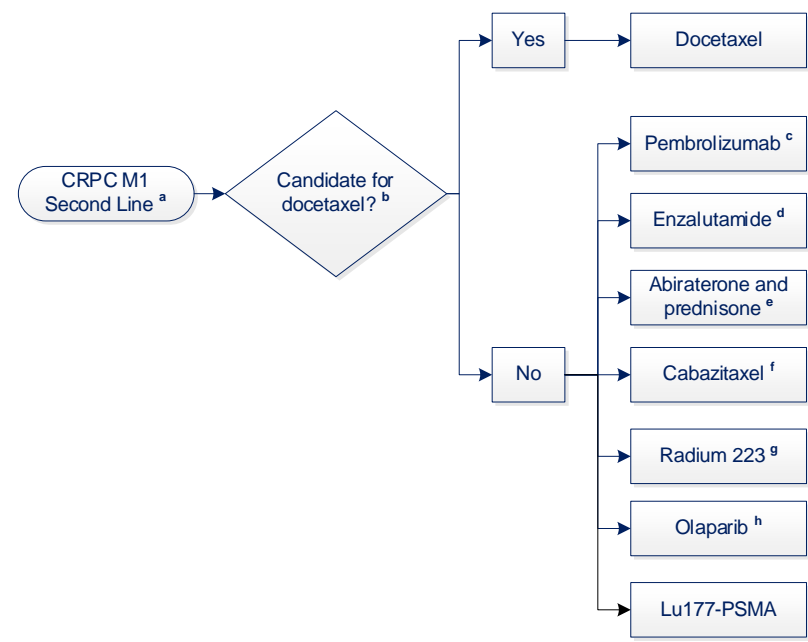 Yes
Docetaxel
CRPC M1
Second Line a
Candidate for
docetaxel? b
Pembrolizumab c
Enzalutamide d
Abiraterone and
prednisone e
No
Cabazitaxel f
Radium 223 g
Olaparib h
Lu177-PSMA